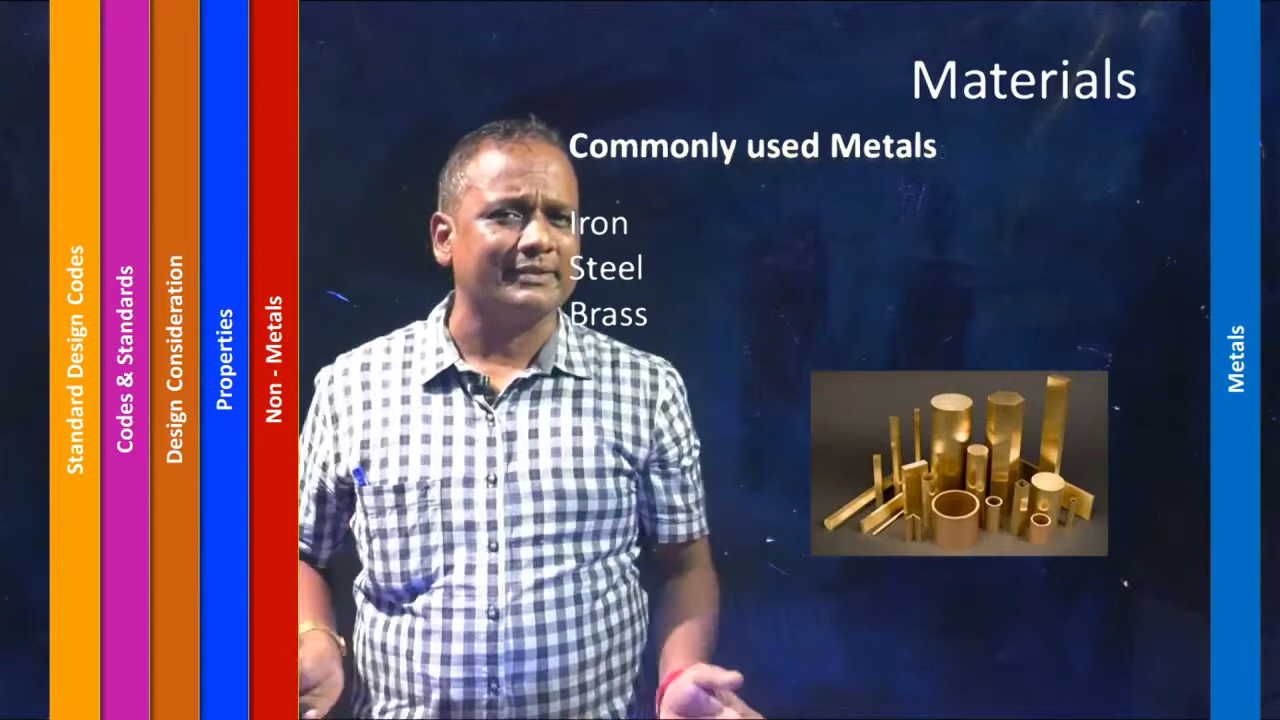 Standard Design Codes
Codes & Standards
Design Consideration
Properties
Non - Metals
Materials
Commonly used Metals:
Iron
Steel
Brass
Metals